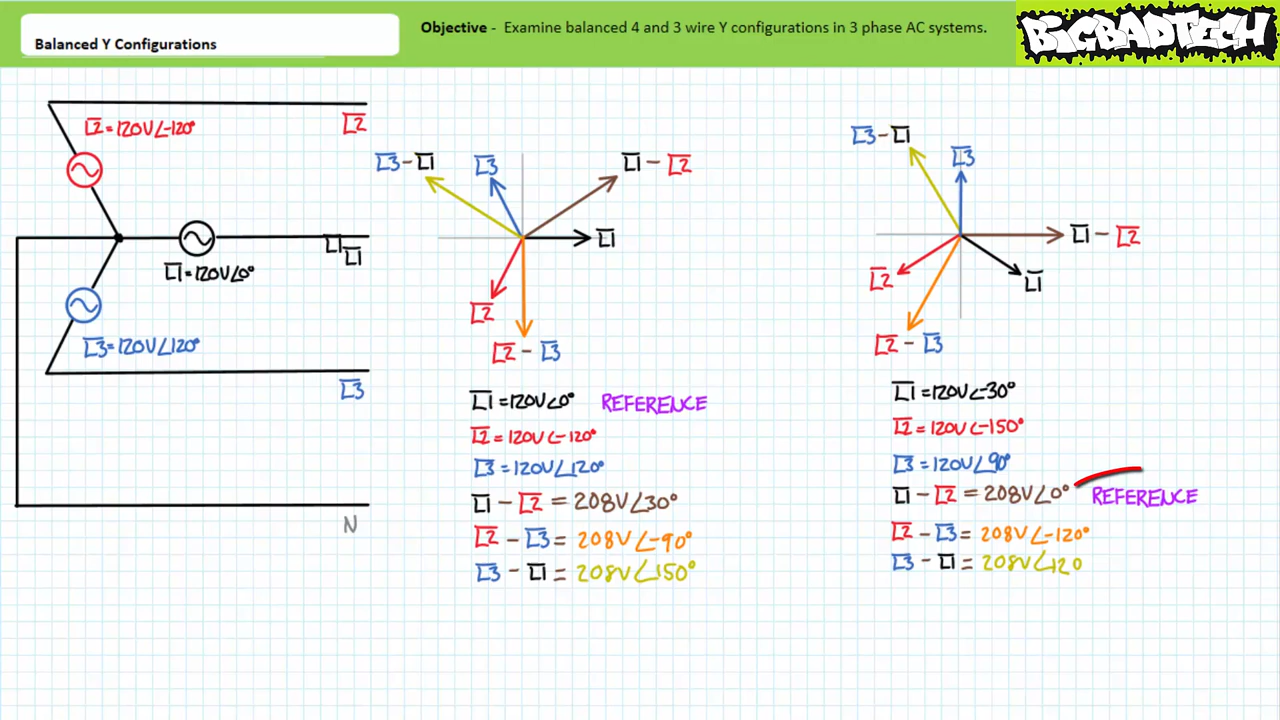 Balanced Y Configurations
Objective - Examine balanced 4 and 3 wire Y configurations in 3 phase AC systems.
BIGBADTECH
L2 = 120V∠-120°
L2
L1
L1
L1 = 120V∠0°
L3 = 120V∠120°
L3
N
L3 - L1
L3
L1 - L2
L1
L2
L2 - L3
L1 = 120V∠0° REFERENCE
L2 = 120V∠-120°
L3 = 120V∠120°
L1 - L2 = 208V∠30°
L2 - L3 = 208V∠-90°
L3 - L1 = 208V∠150°
L3 - L1
L3
L1 - L2
L2
L1
L2 - L3
L1 = 120V∠-30°
L2 = 120V∠-150°
L3 = 120V∠90°
L1 - L2 = 208V∠0° REFERENCE
L2 - L3 = 208V∠-120°
L3 - L1 = 208V∠120